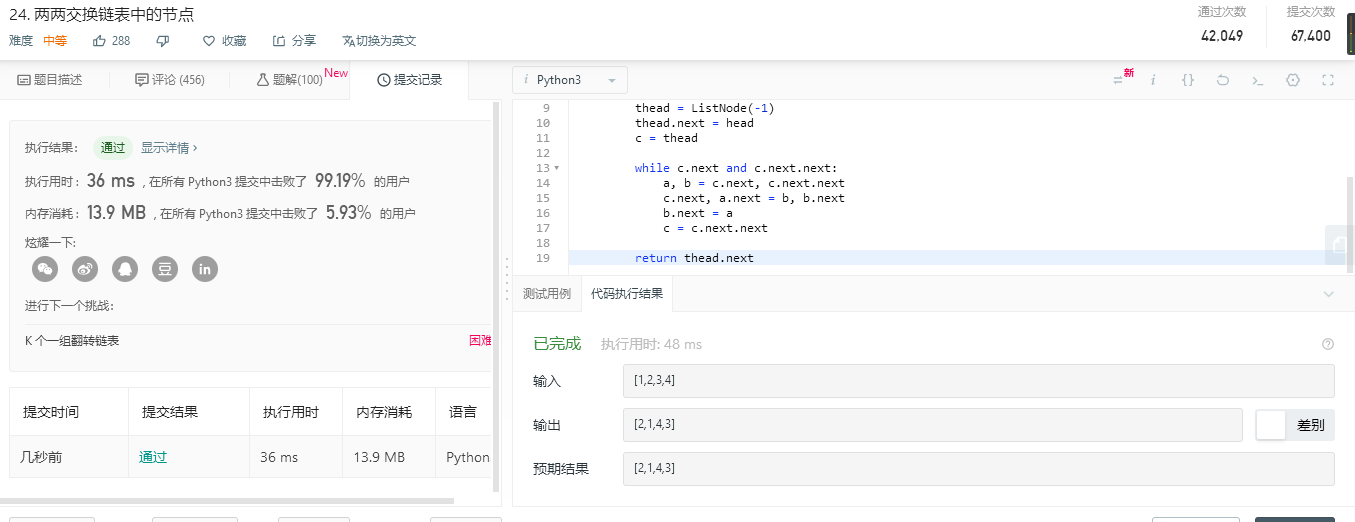 24. 两两交换链表中的节点
难度 中等 288 收藏 分享 切换为英文
通过次数 提交次数
42,049 67,400
题目描述 评论 (456) 题解(100) New 提交记录
i Python3
新
执行结果： 通过 显示详情 ›
执行用时 : 36 ms , 在所有 Python3 提交中击败了 99.19% 的用户
内存消耗 : 13.9 MB , 在所有 Python3 提交中击败了 5.93% 的用户
炫耀一下:
豆 in
进行下一个挑战：
K 个一组翻转链表 困难
提交时间 提交结果 执行用时 内存消耗 语言
几秒前 通过 36 ms 13.9 MB Python
9 thead = ListNode(-1)
10 thead.next = head
11 c = thead
12
13 while c.next and c.next.next:
14 a, b = c.next, c.next.next
15 c.next, a.next = b, b.next
16 b.next = a
17 c = c.next.next
18
19 return thead.next
测试用例 代码执行结果
已完成 执行用时: 48 ms
输入 [1,2,3,4]
输出 [2,1,4,3] 差别
预期结果 [2,1,4,3]